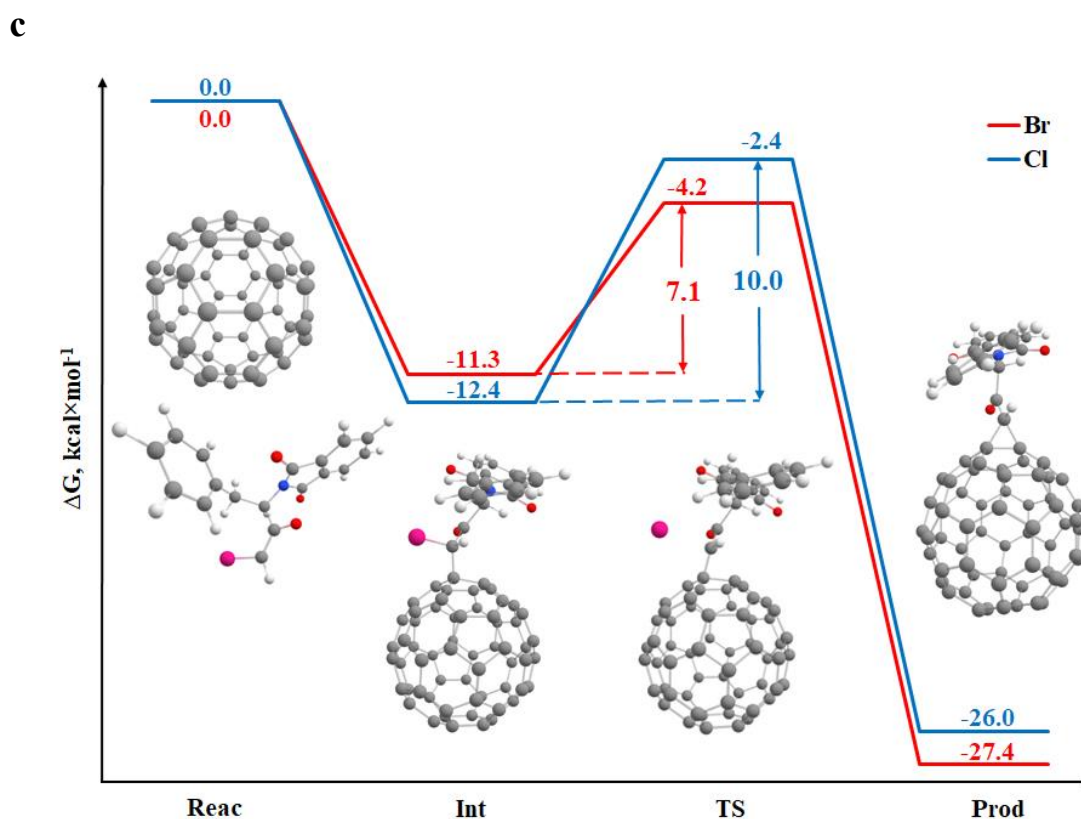 c
0.0
0.0
Br
Cl
-2.4
-4.2
7.1
10.0
-11.3
-12.4
-26.0
-27.4
ΔG, kcal×mol⁻¹
Reac Int TS Prod